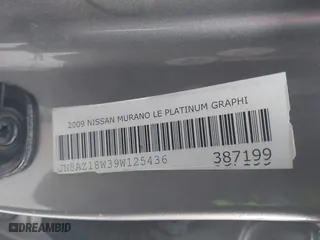 2009 NISSAN MURANO LE PLATINUM GRAPHI
JN8AZ18W39W125436
387199
DREAMBID